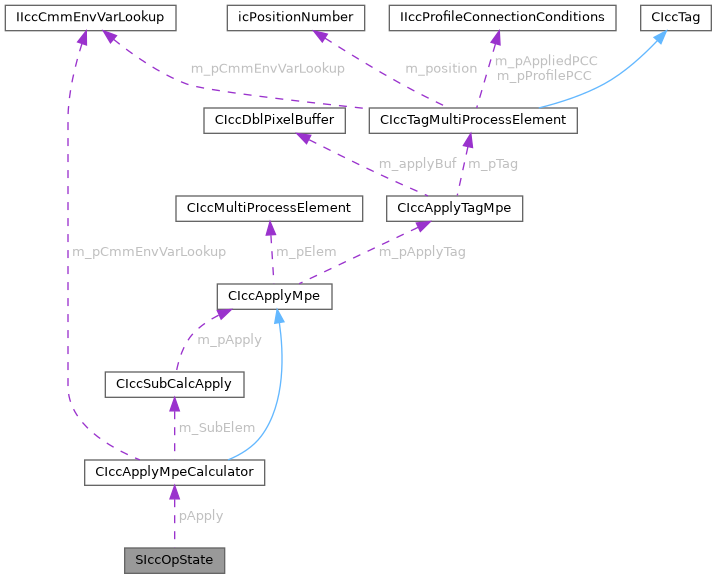 IIccCmmEnvVarLookup
icPositionNumber
IIccProfileConnectionConditions
CIccTag
m_pCmmEnvVarLookup
m_position
m_pAppliedPCC
m_pProfilePCC
CIccDblPixelBuffer
CIccTagMultiProcessElement
m_applyBuf
m_pTag
CIccMultiProcessElement
CIccApplyTagMpe
m_pCmmEnvVarLookup
m_pElem
m_pApplyTag
CIccApplyMpe
m_pApply
CIccSubCalcApply
m_SubElem
CIccApplyMpeCalculator
pApply
SIccOpState